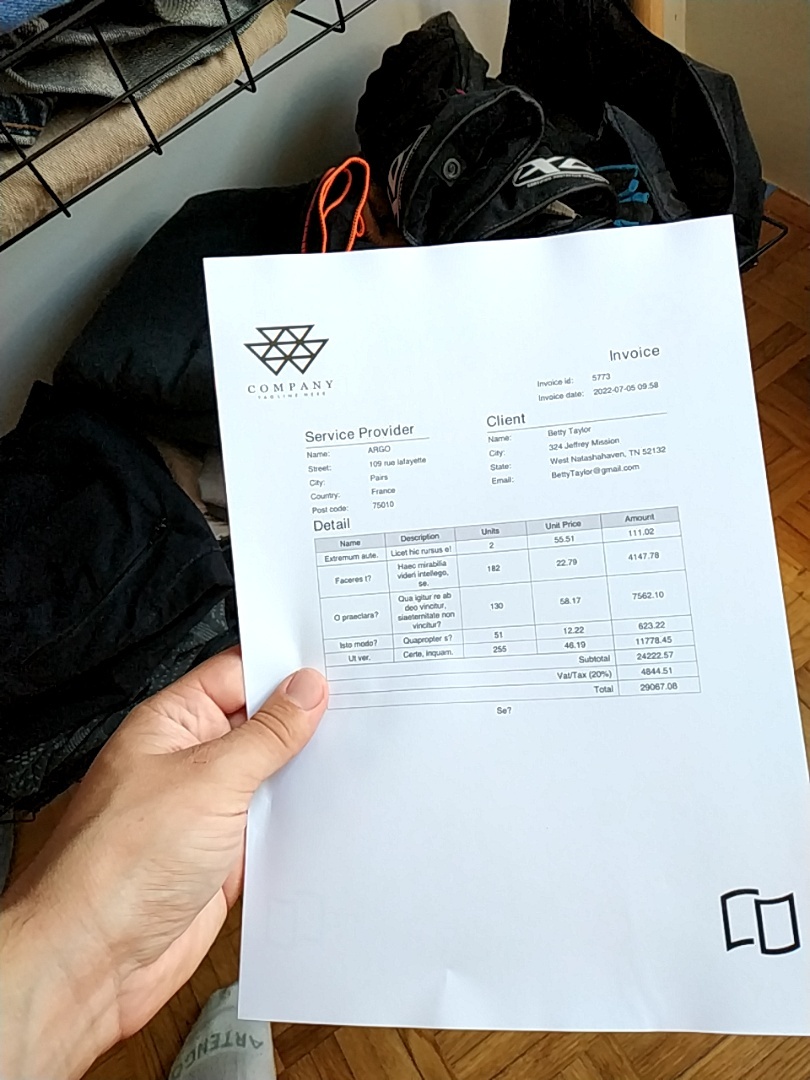 COMPANY
TAGLINE HERE
Invoice
Invoice id: 5773
Invoice date: 2022-07-05 09:58
Service Provider
Name: ARGO
Street: 109 rue lafayette
City: Pairs
Country: France
Post code: 75010
Client
Name: Betty Taylor
City: 324 Jeffrey Mission
State: West Natashahaven, TN 52132
Email: BettyTaylor@gmail.com
Detail
Name Description Units Unit Price Amount
Extremum aute. Licet hic rursus e! 2 55.51 111.02
Faceres t? Haec mirabilia videri intellego, se. 182 22.79 4147.78
O praeclara? Qua igitur re ab deo vincitur, siaeternitate non vincitur? 130 58.17 7562.10
Isto modo? Quapropter s? 51 12.22 623.22
Ut ver. Certe, inquam. 255 46.19 11778.45
Subtotal 24222.57
Vat/Tax (20%) 4844.51
Total 29067.08
Se?
ARTENGO